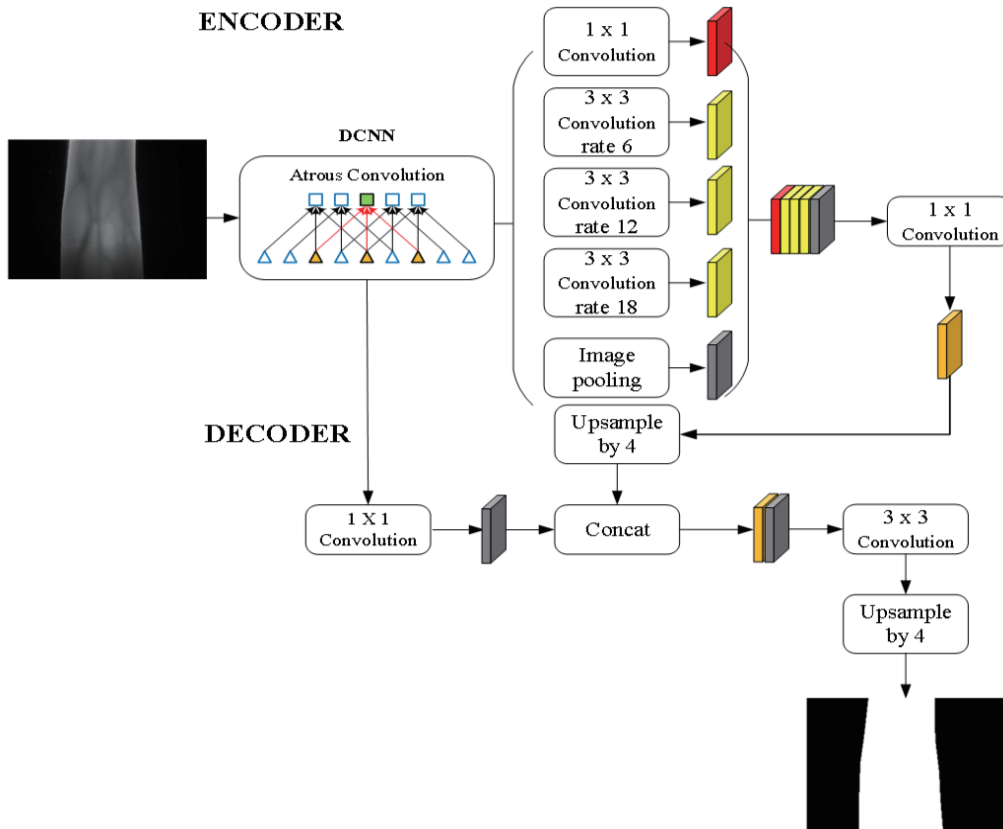 ENCODER
1 x 1
Convolution
3 x 3
Convolution
rate 6
DCNN
Atrous Convolution
3 x 3
Convolution
rate 12
1 x 1
Convolution
3 x 3
Convolution
rate 18
Image
pooling
DECODER
Upsample
by 4
1 X 1
Convolution
Concat
3 x 3
Convolution
Upsample
by 4